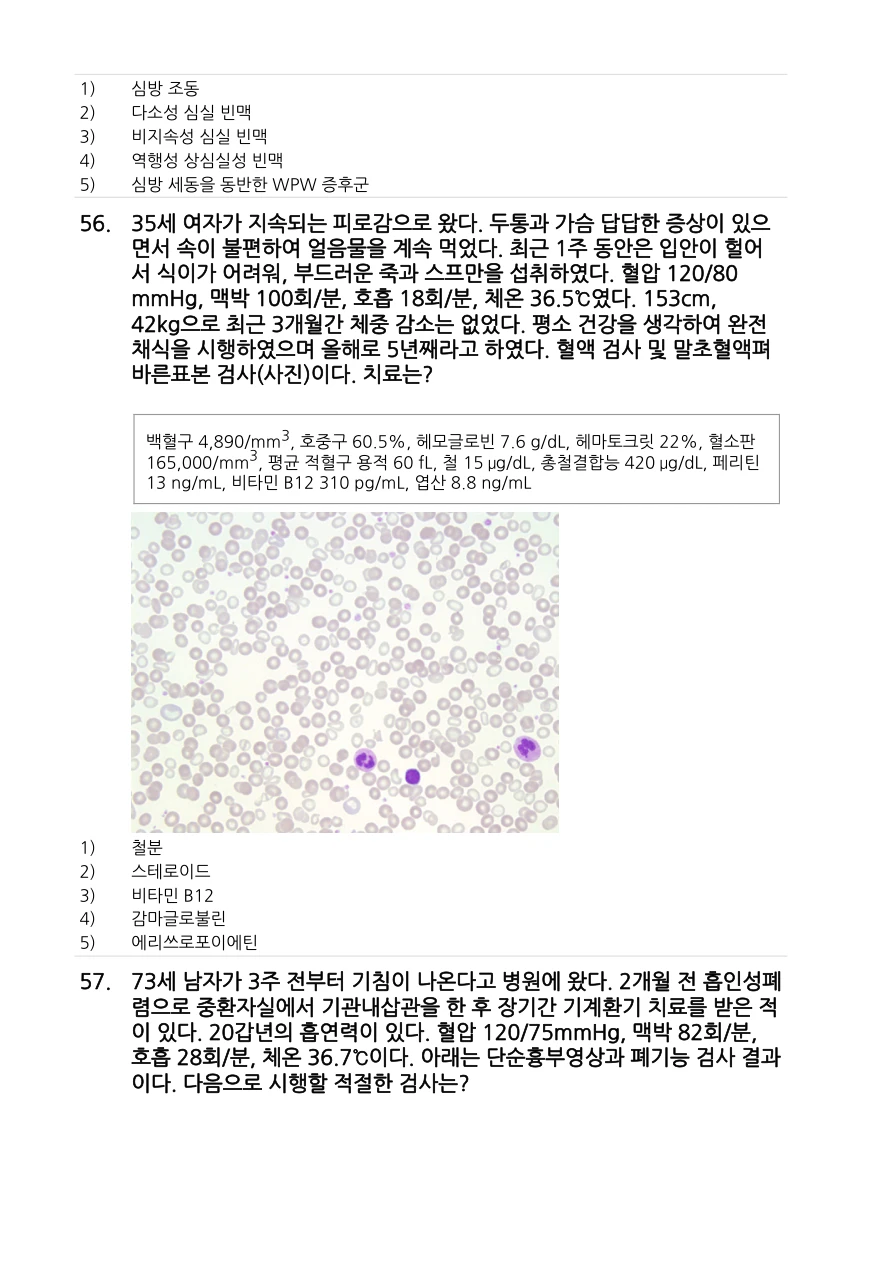 1) 심방 조동
2) 다소성 심실 빈맥
3) 비지속성 심실 빈맥
4) 역행성 상심실성 빈맥
5) 심방 세동을 동반한 WPW 증후군
56. 35세 여자가 지속되는 피로감으로 왔다. 두통과 가슴 답답한 증상이 있으
면서 속이 불편하여 얼음물을 계속 먹었다. 최근 1주 동안은 입안이 헐어
서 식이가 어려워, 부드러운 죽과 스프만을 섭취하였다. 혈압 120/80
mmHg, 맥박 100회/분, 호흡 18회/분, 체온 36.5℃였다. 153cm,
42kg으로 최근 3개월간 체중 감소는 없었다. 평소 건강을 생각하여 완전
채식을 시행하였으며 올해로 5년째라고 하였다. 혈액 검사 및 말초혈액펴
바른표본 검사(사진)이다. 치료는?
백혈구 4,890/mm3, 호중구 60.5%, 헤모글로빈 7.6 g/dL, 헤마토크릿 22%, 혈소판
165,000/mm3, 평균 적혈구 용적 60 fL, 철 15 µg/dL, 총철결합능 420 µg/dL, 페리틴
13 ng/mL, 비타민 B12 310 pg/mL, 엽산 8.8 ng/mL
1) 철분
2) 스테로이드
3) 비타민 B12
4) 감마글로불린
5) 에리쓰로포이에틴
57. 73세 남자가 3주 전부터 기침이 나온다고 병원에 왔다. 2개월 전 흡인성폐
렴으로 중환자실에서 기관내삽관을 한 후 장기간 기계환기 치료를 받은 적
이 있다. 20갑년의 흡연력이 있다. 혈압 120/75mmHg, 맥박 82회/분,
호흡 28회/분, 체온 36.7℃이다. 아래는 단순흉부영상과 폐기능 검사 결과
이다. 다음으로 시행할 적절한 검사는?